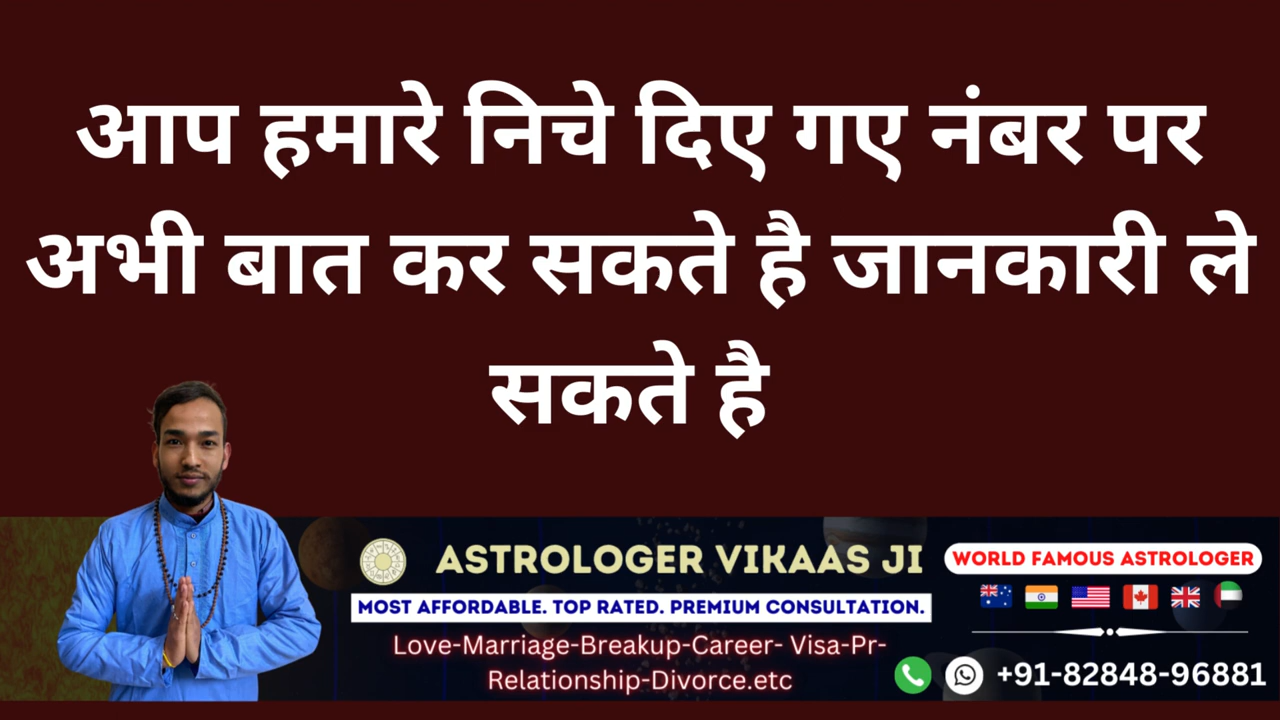 आप हमारे निचे दिए गए नंबर पर
अभी बात कर सकते है जानकारी ले
सकते है
ASTROLOGER VIKAAS JI
MOST AFFORDABLE. TOP RATED. PREMIUM CONSULTATION.
Love-Marriage-Breakup-Career- Visa-Pr-
Relationship-Divorce.etc
WORLD FAMOUS ASTROLOGER
+91-82848-96881